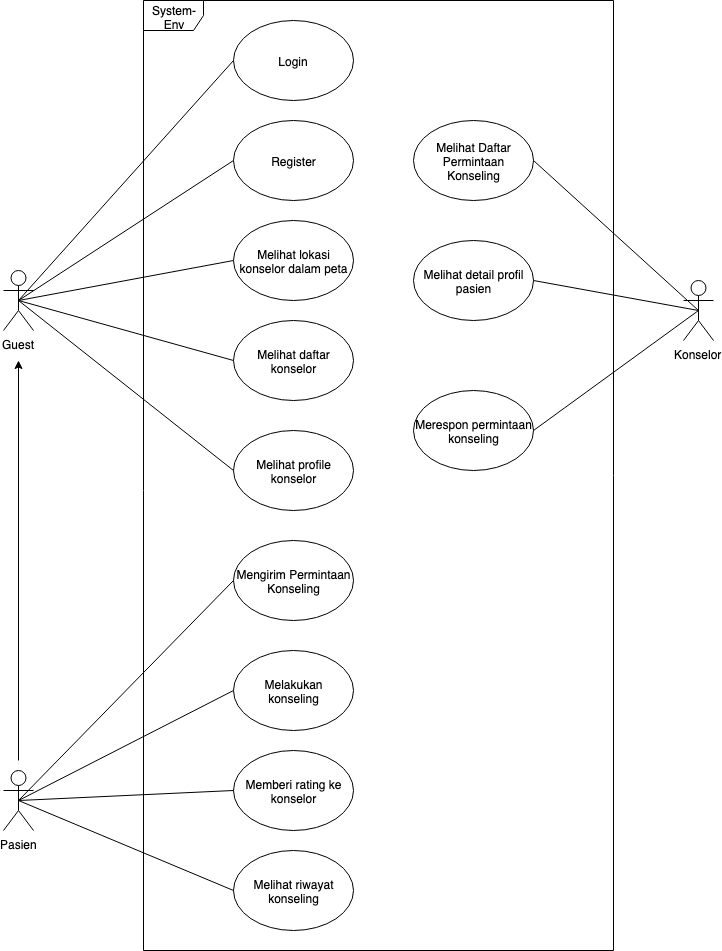 System-
Env
Login
Register
Melihat lokasi
konselor dalam peta
Melihat daftar
konselor
Melihat profile
konselor
Mengirim Permintaan
Konseling
Melakukan
konseling
Memberi rating ke
konselor
Melihat riwayat
konseling
Melihat Daftar
Permintaan
Konseling
Melihat detail profil
pasien
Merespon permintaan
konseling
Guest
Pasien
Konselor